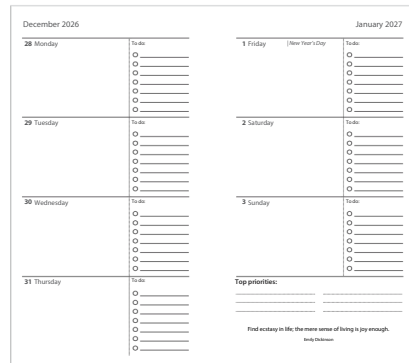 December 2026
28 Monday
To do:
29 Tuesday
To do:
30 Wednesday
To do:
31 Thursday
To do:
January 2027
1 Friday
New Year's Day
To do:
2 Saturday
To do:
3 Sunday
To do:
Top priorities:
Find ecstasy in life; the mere sense of living is joy enough.
Emily Dickinson